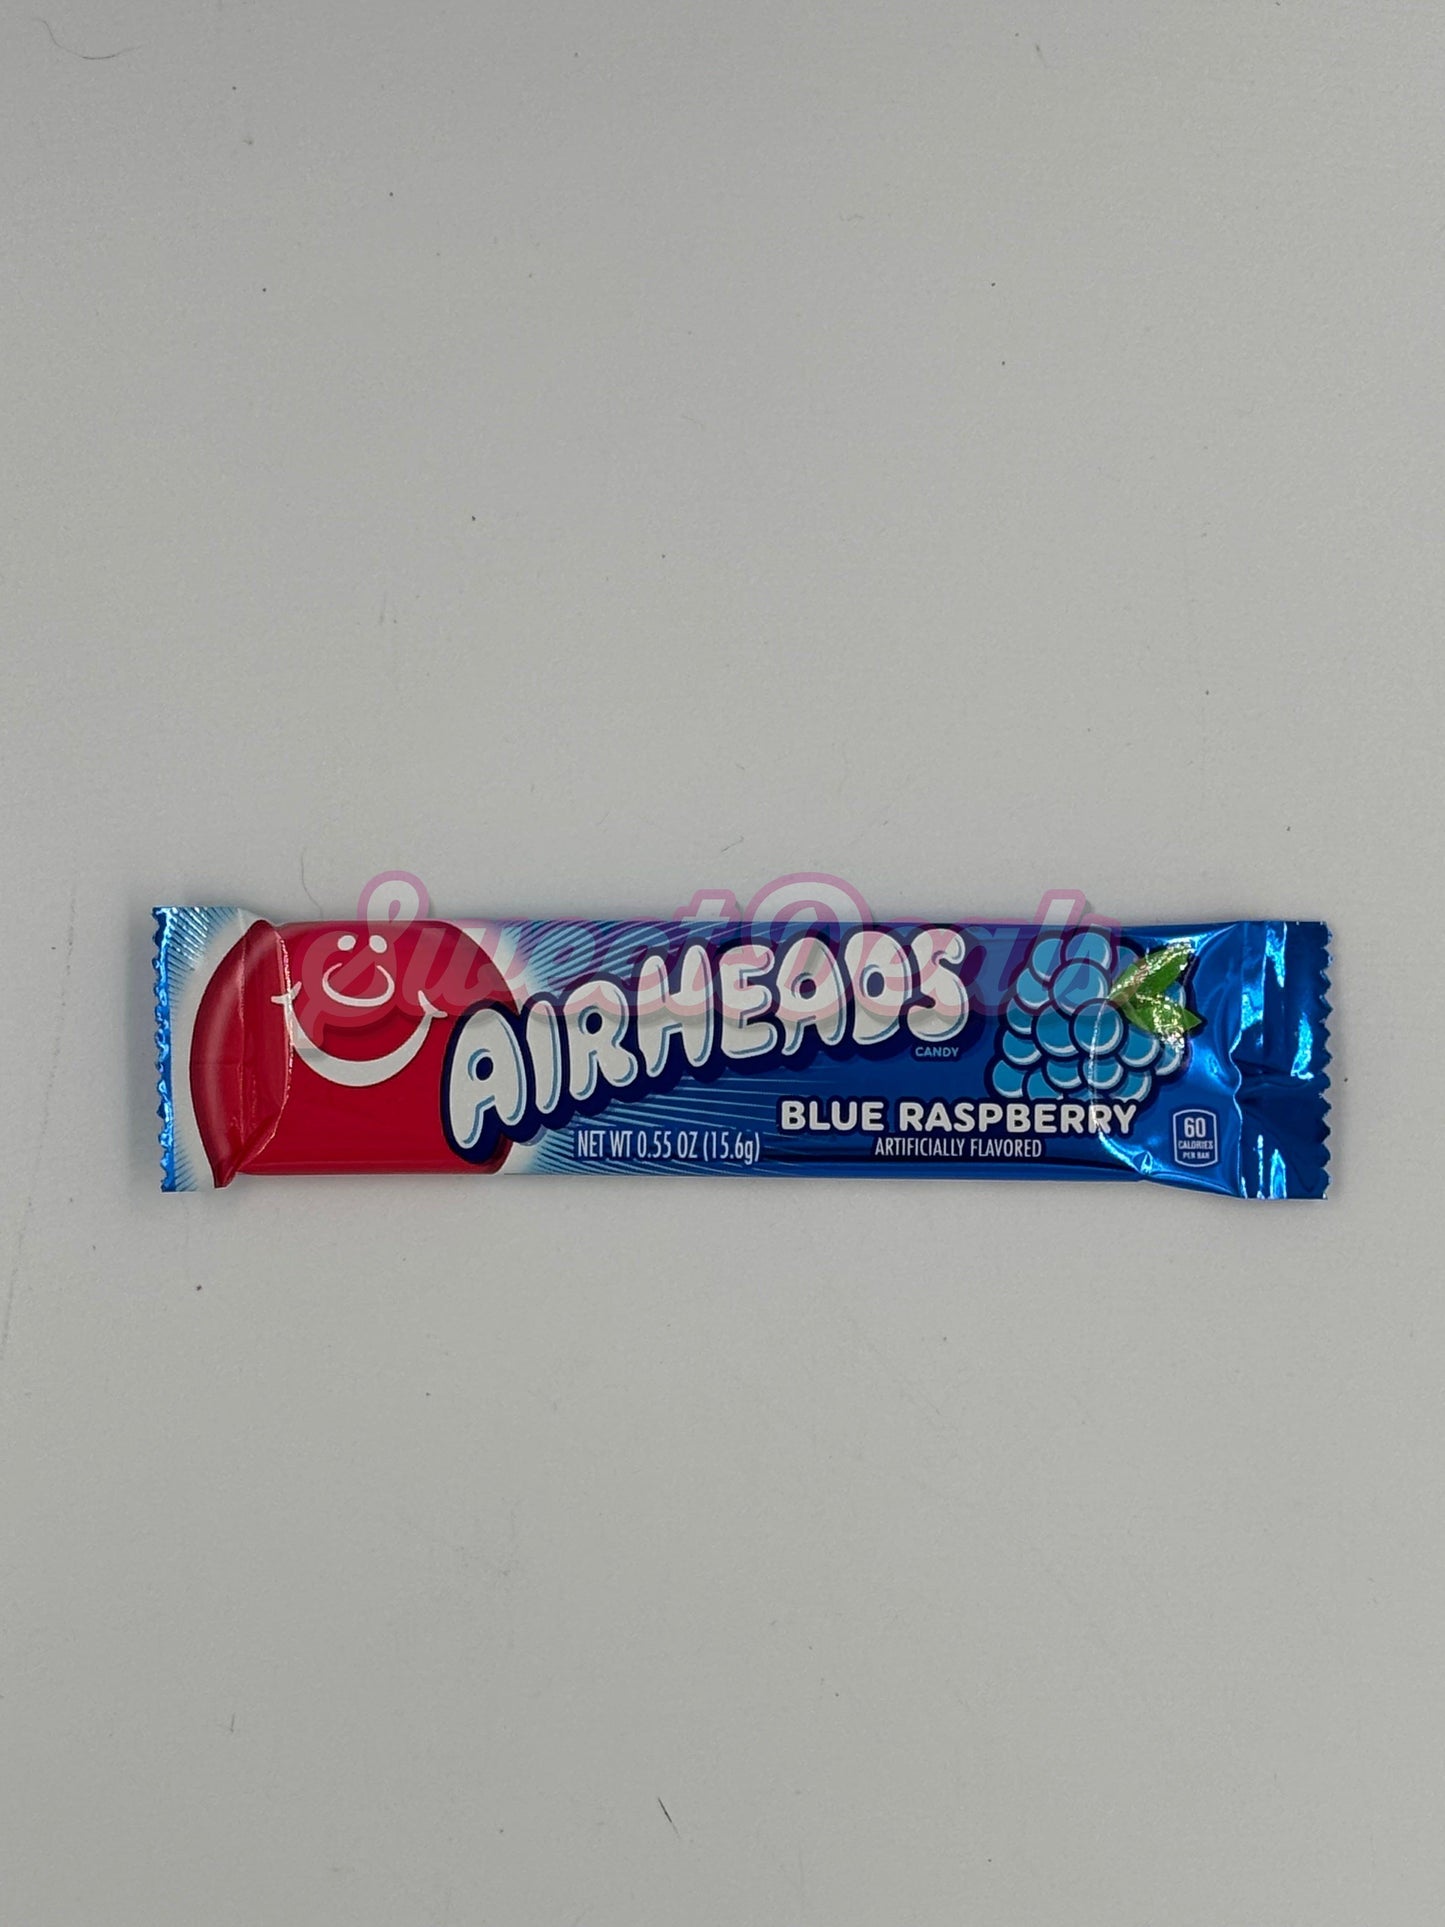 SweetDeals
AIRHEADS
CANDY
BLUE RASPBERRY
NET WT 0.55 OZ (15.6g)
ARTIFICIALLY FLAVORED
60
CALORIES
PER BAR